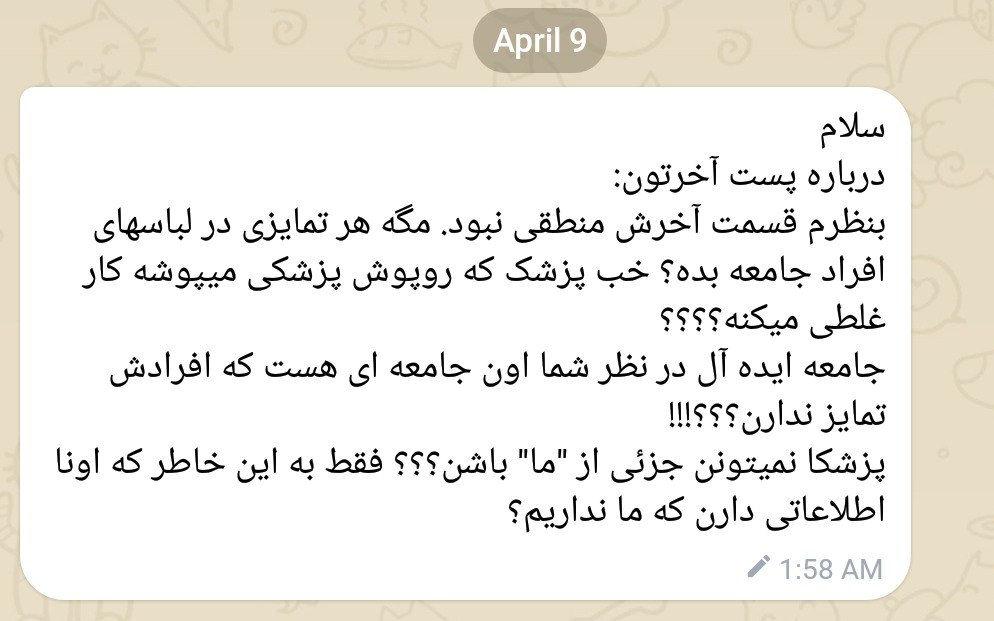 April 9
سلام
درباره پست آخرتون:
بنظرم قسمت آخرش منطقی نبود. مگه هر تمایزی در لباسهای
افراد جامعه بده؟ خب پزشک که روپوش پزشکی میپوشه کار
غلطی میکنه؟؟؟؟
جامعه ایده آل در نظر شما اون جامعه ای هست که افرادش
تمایز ندارن؟؟؟!!!
پزشکا نمیتونن جزئی از "ما" باشن؟؟؟ فقط به این خاطر که اونا
اطلاعاتی دارن که ما نداریم؟
1:58 AM